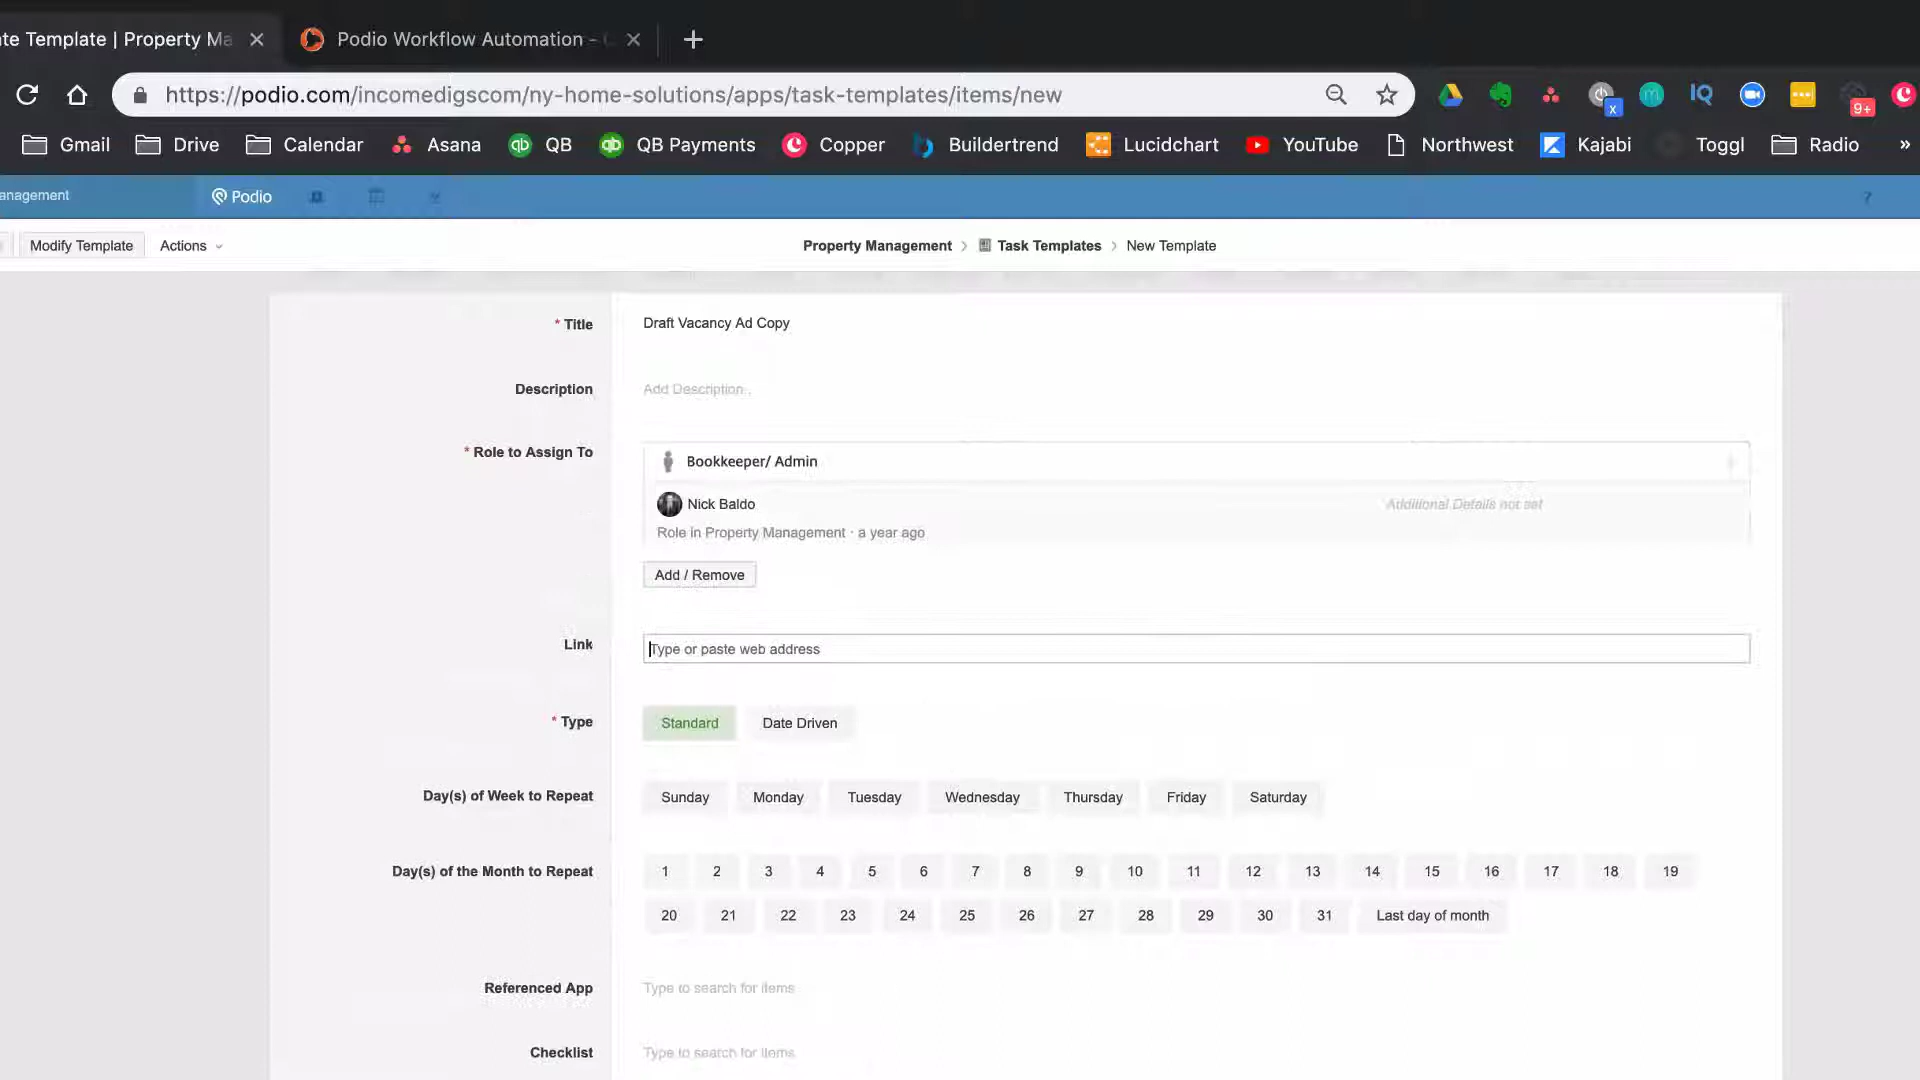 te Template | Property Ma
Podio Workflow Automation -
https://podio.com/incomedigscom/ny-home-solutions/apps/task-templates/items/new
IQ
9+
Gmail Drive Calendar Asana QB QB Payments Copper Buildertrend Lucidchart YouTube Northwest Kajabi Toggl Radio »
anagement
Podio
?
Modify Template Actions
Property Management > Task Templates > New Template
* Title
Draft Vacancy Ad Copy
Description
Add Description...
* Role to Assign To
Bookkeeper/ Admin
Nick Baldo
Additional Details not set
Role in Property Management · a year ago
Add / Remove
Link
Type or paste web address
* Type
Standard Date Driven
Day(s) of Week to Repeat
Sunday Monday Tuesday Wednesday Thursday Friday Saturday
Day(s) of the Month to Repeat
1 2 3 4 5 6 7 8 9 10 11 12 13 14 15 16 17 18 19
20 21 22 23 24 25 26 27 28 29 30 31 Last day of month
Referenced App
Type to search for items
Checklist
Type to search for items